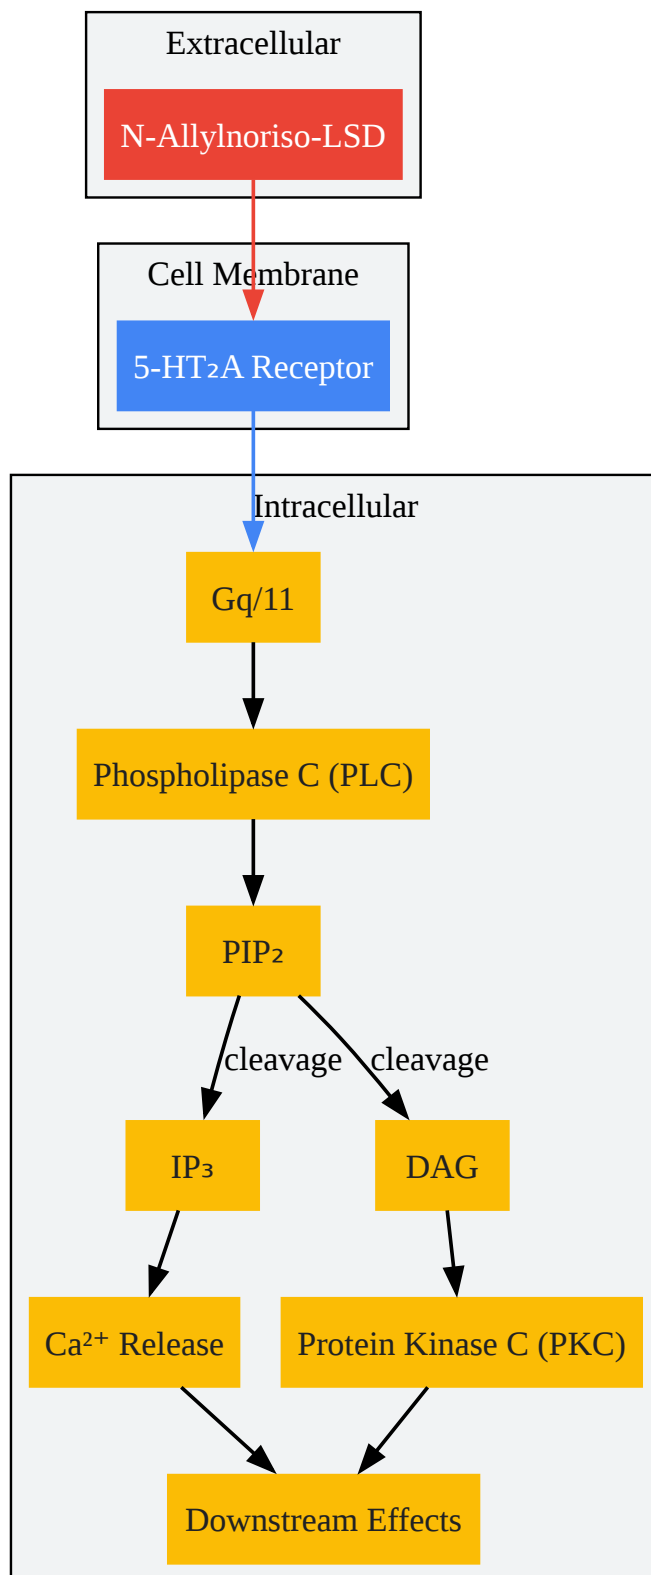 Extracellular
N-Allylnoriso-LSD
Cell Membrane
5-HT₂A Receptor
Intracellular
Gq/11
Phospholipase C (PLC)
PIP₂
cleavage
cleavage
IP₃
DAG
Ca²⁺ Release
Protein Kinase C (PKC)
Downstream Effects